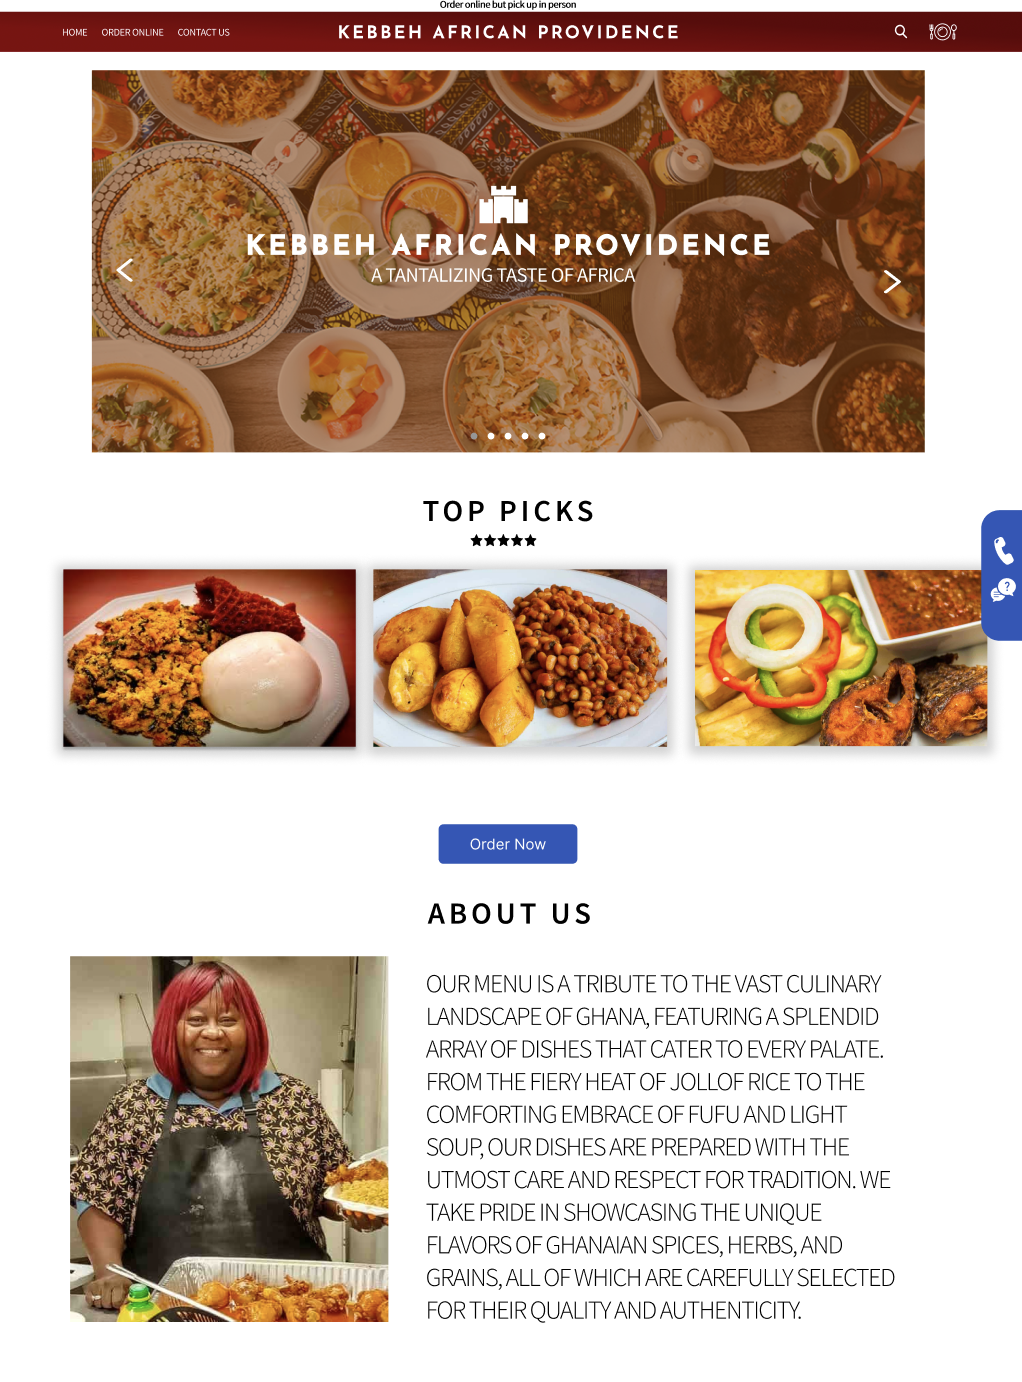 Order online but pick up in person
HOME ORDER ONLINE CONTACT US KEBBEH AFRICAN PROVIDENCE
KEBBEH AFRICAN PROVIDENCE
A TANTALIZING TASTE OF AFRICA
TOP PICKS
?
Order Now
ABOUT US
OUR MENU IS A TRIBUTE TO THE VAST CULINARY
LANDSCAPE OF GHANA, FEATURING A SPLENDID
ARRAY OF DISHES THAT CATER TO EVERY PALATE.
FROM THE FIERY HEAT OF JOLLOF RICE TO THE
COMFORTING EMBRACE OF FUFU AND LIGHT
SOUP, OUR DISHES ARE PREPARED WITH THE
UTMOST CARE AND RESPECT FOR TRADITION. WE
TAKE PRIDE IN SHOWCASING THE UNIQUE
FLAVORS OF GHANAIAN SPICES, HERBS, AND
GRAINS, ALL OF WHICH ARE CAREFULLY SELECTED
FOR THEIR QUALITY AND AUTHENTICITY.